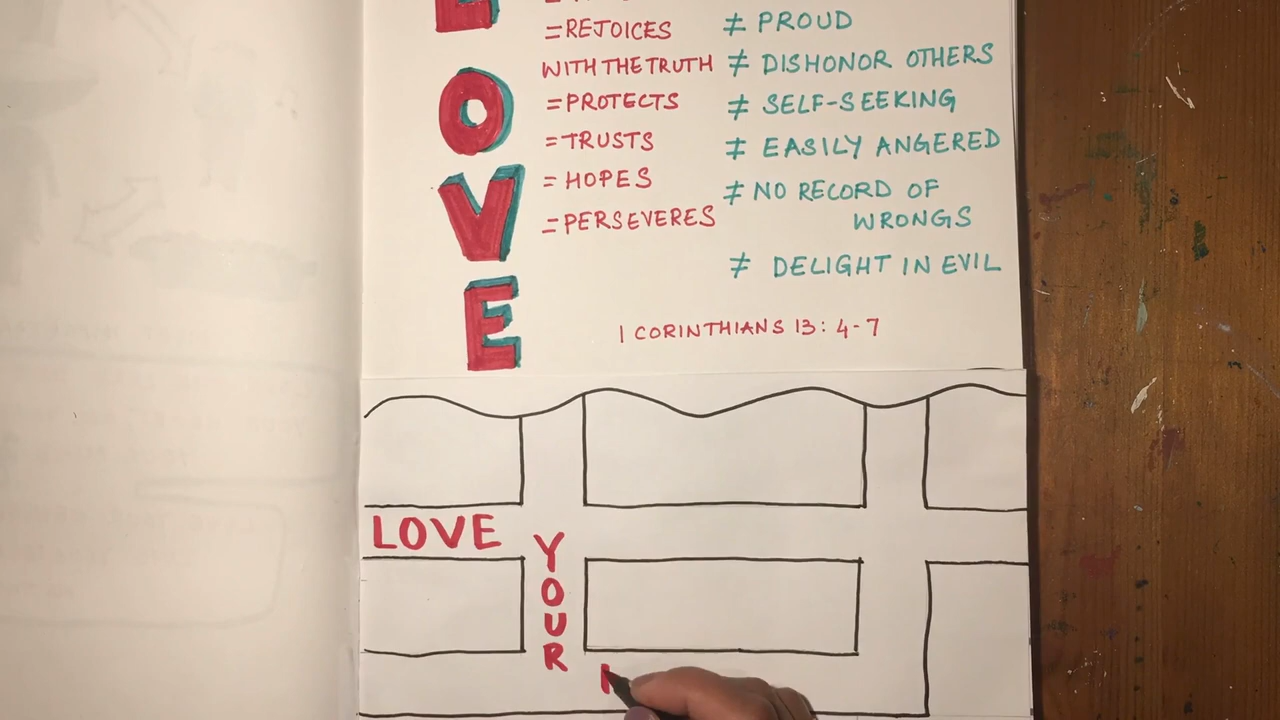 L
O
V
E
=REJOICES
WITH THE TRUTH
=PROTECTS
=TRUSTS
=HOPES
=PERSEVERES
≠ PROUD
≠ DISHONOR OTHERS
≠ SELF-SEEKING
≠ EASILY ANGERED
≠ NO RECORD OF
WRONGS
≠ DELIGHT IN EVIL
1 CORINTHIANS 13: 4-7
LOVE
YOUR